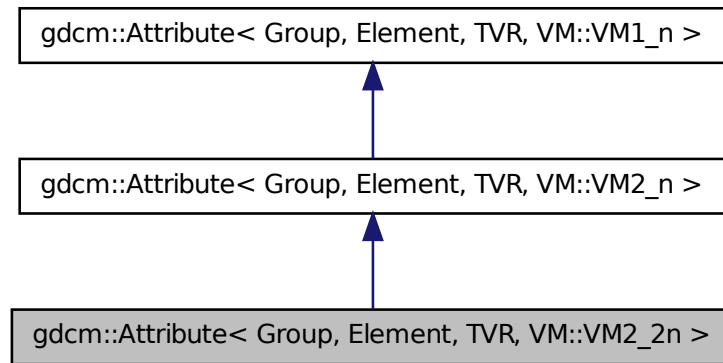 gdcm::Attribute< Group, Element, TVR, VM::VM1_n >
gdcm::Attribute< Group, Element, TVR, VM::VM2_n >
gdcm::Attribute< Group, Element, TVR, VM::VM2_2n >